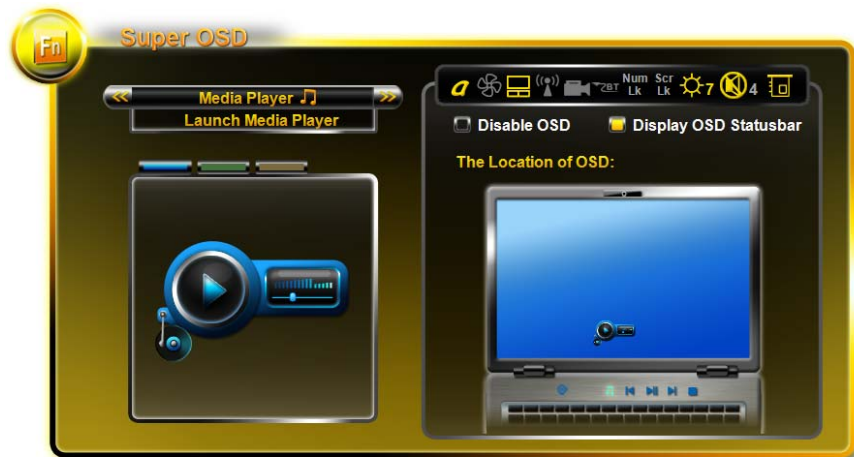 Fn
Super OSD
Media Player
Launch Media Player
a
BT
Num Lk
Scr Lk
7
4
Disable OSD
Display OSD Statusbar
The Location of OSD: